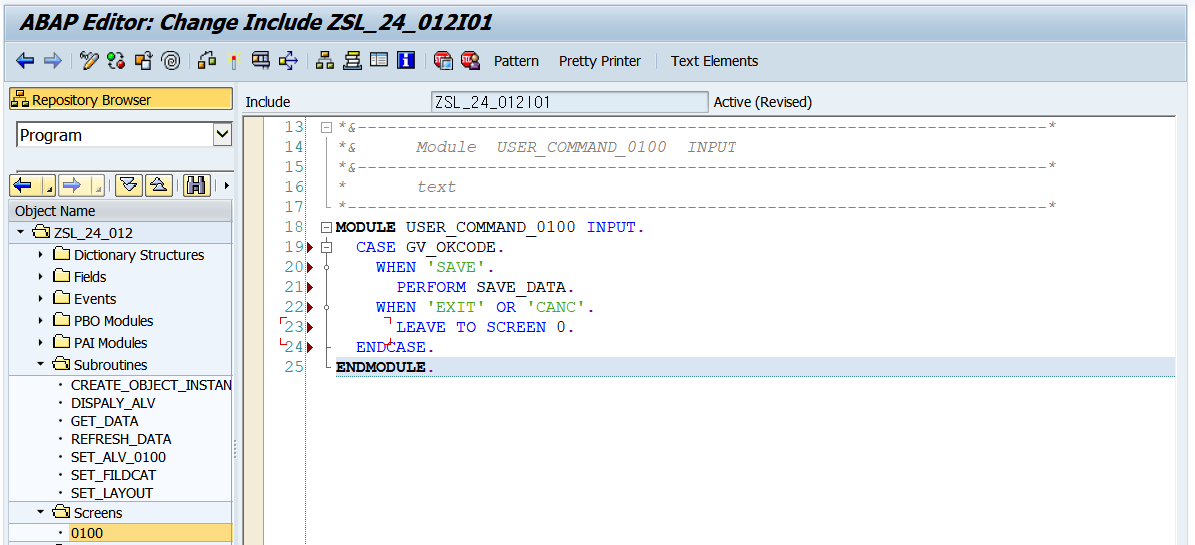 ABAP Editor: Change Include ZSL_24_012I01
Pattern Pretty Printer Text Elements
Repository Browser
Program
Object Name
ZSL_24_012
Dictionary Structures
Fields
Events
PBO Modules
PAI Modules
Subroutines
CREATE_OBJECT_INSTAN
DISPALY_ALV
GET_DATA
REFRESH_DATA
SET_ALV_0100
SET_FILDCAT
SET_LAYOUT
Screens
0100
Include ZSL_24_012I01 Active (Revised)
13 *&---------------------------------------------------------------------*
14 *&      Module  USER_COMMAND_0100  INPUT
15 *&---------------------------------------------------------------------*
16 *       text
17 *----------------------------------------------------------------------*
18 MODULE USER_COMMAND_0100 INPUT.
19   CASE GV_OKCODE.
20     WHEN 'SAVE'.
21       PERFORM SAVE_DATA.
22     WHEN 'EXIT' OR 'CANC'.
23       LEAVE TO SCREEN 0.
24   ENDCASE.
25 ENDMODULE.